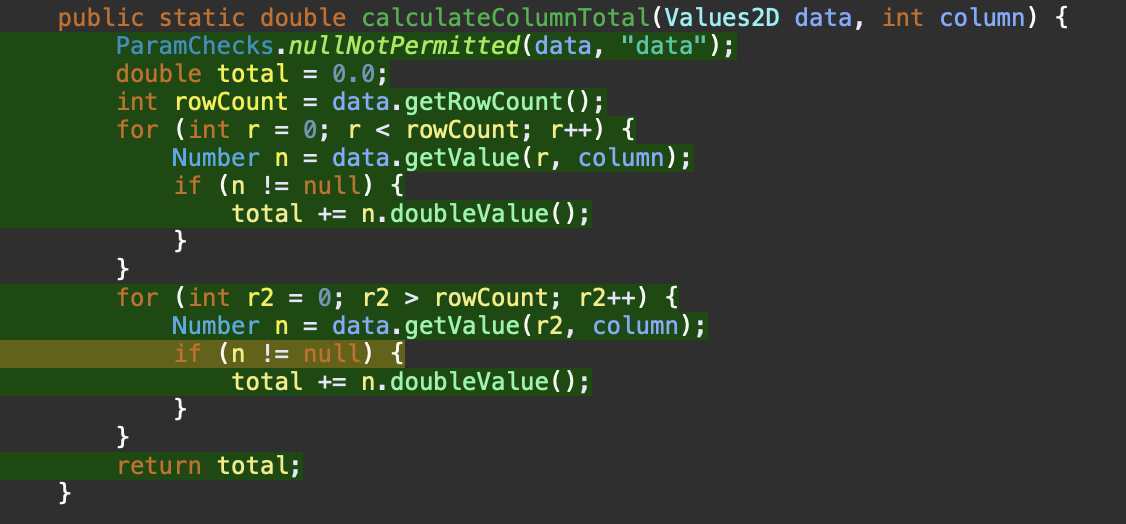 public static double calculateColumnTotal(Values2D data, int column) {
ParamChecks.nullNotPermitted(data, "data");
double total = 0.0;
int rowCount = data.getRowCount();
for (int r = 0; r < rowCount; r++) {
Number n = data.getValue(r, column);
if (n != null) {
total += n.doubleValue();
}
}
for (int r2 = 0; r2 > rowCount; r2++) {
Number n = data.getValue(r2, column);
if (n != null) {
total += n.doubleValue();
}
}
return total;
}